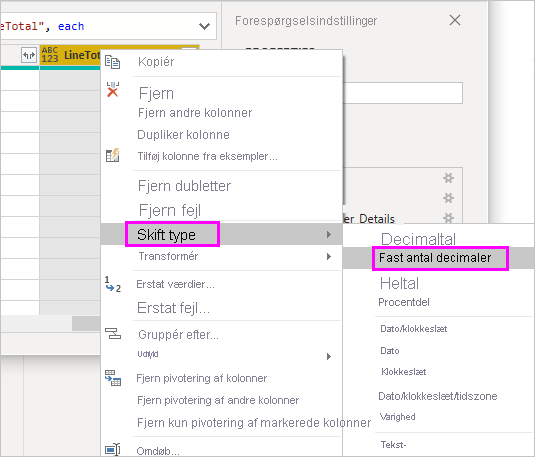 eTotal", each
Forespørgselsindstillinger
ABC
123
LineTot
Kopiér
Fjern
Fjern andre kolonner
Dupliker kolonne
Tilføj kolonne fra eksempler...
Fjern dubletter
Fjern fejl
er_Details
Skift type
Decimaltal
Transformér
Fast antal decimaler
Erstat værdier...
Heltal
Erstat fejl...
Procentdel
Gruppér efter...
Dato/klokkeslæt
Udfyld
Dato
Fjern pivotering af kolonner
Klokkeslæt
Fjern pivotering af andre kolonner
Dato/klokkeslæt/tidszone
Fjern kun pivotering af markerede kolonner
Varighed
Omdøb...
Tekst-